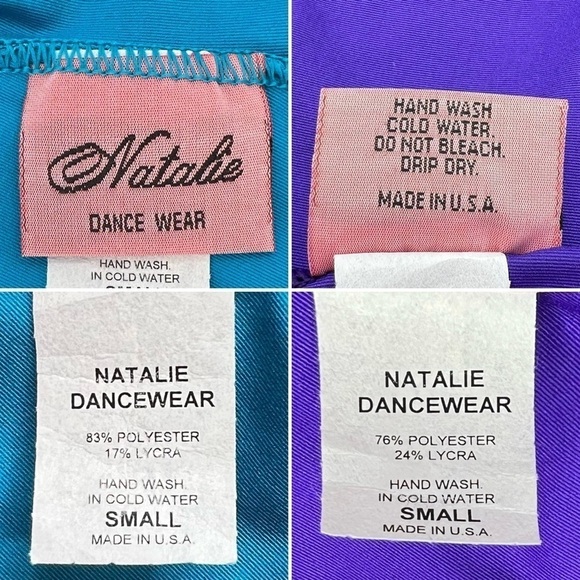 Natalie
DANCE WEAR
HAND WASH.
IN COLD WATER
SMALL
HAND WASH
COLD WATER.
DO NOT BLEACH.
DRIP DRY.
MADE IN U.S.A.
NATALIE
DANCEWEAR
83% POLYESTER
17% LYCRA
HAND WASH.
IN COLD WATER
SMALL
MADE IN U.S.A.
NATALIE
DANCEWEAR
76% POLYESTER
24% LYCRA
HAND WASH.
IN COLD WATER
SMALL
MADE IN U.S.A.